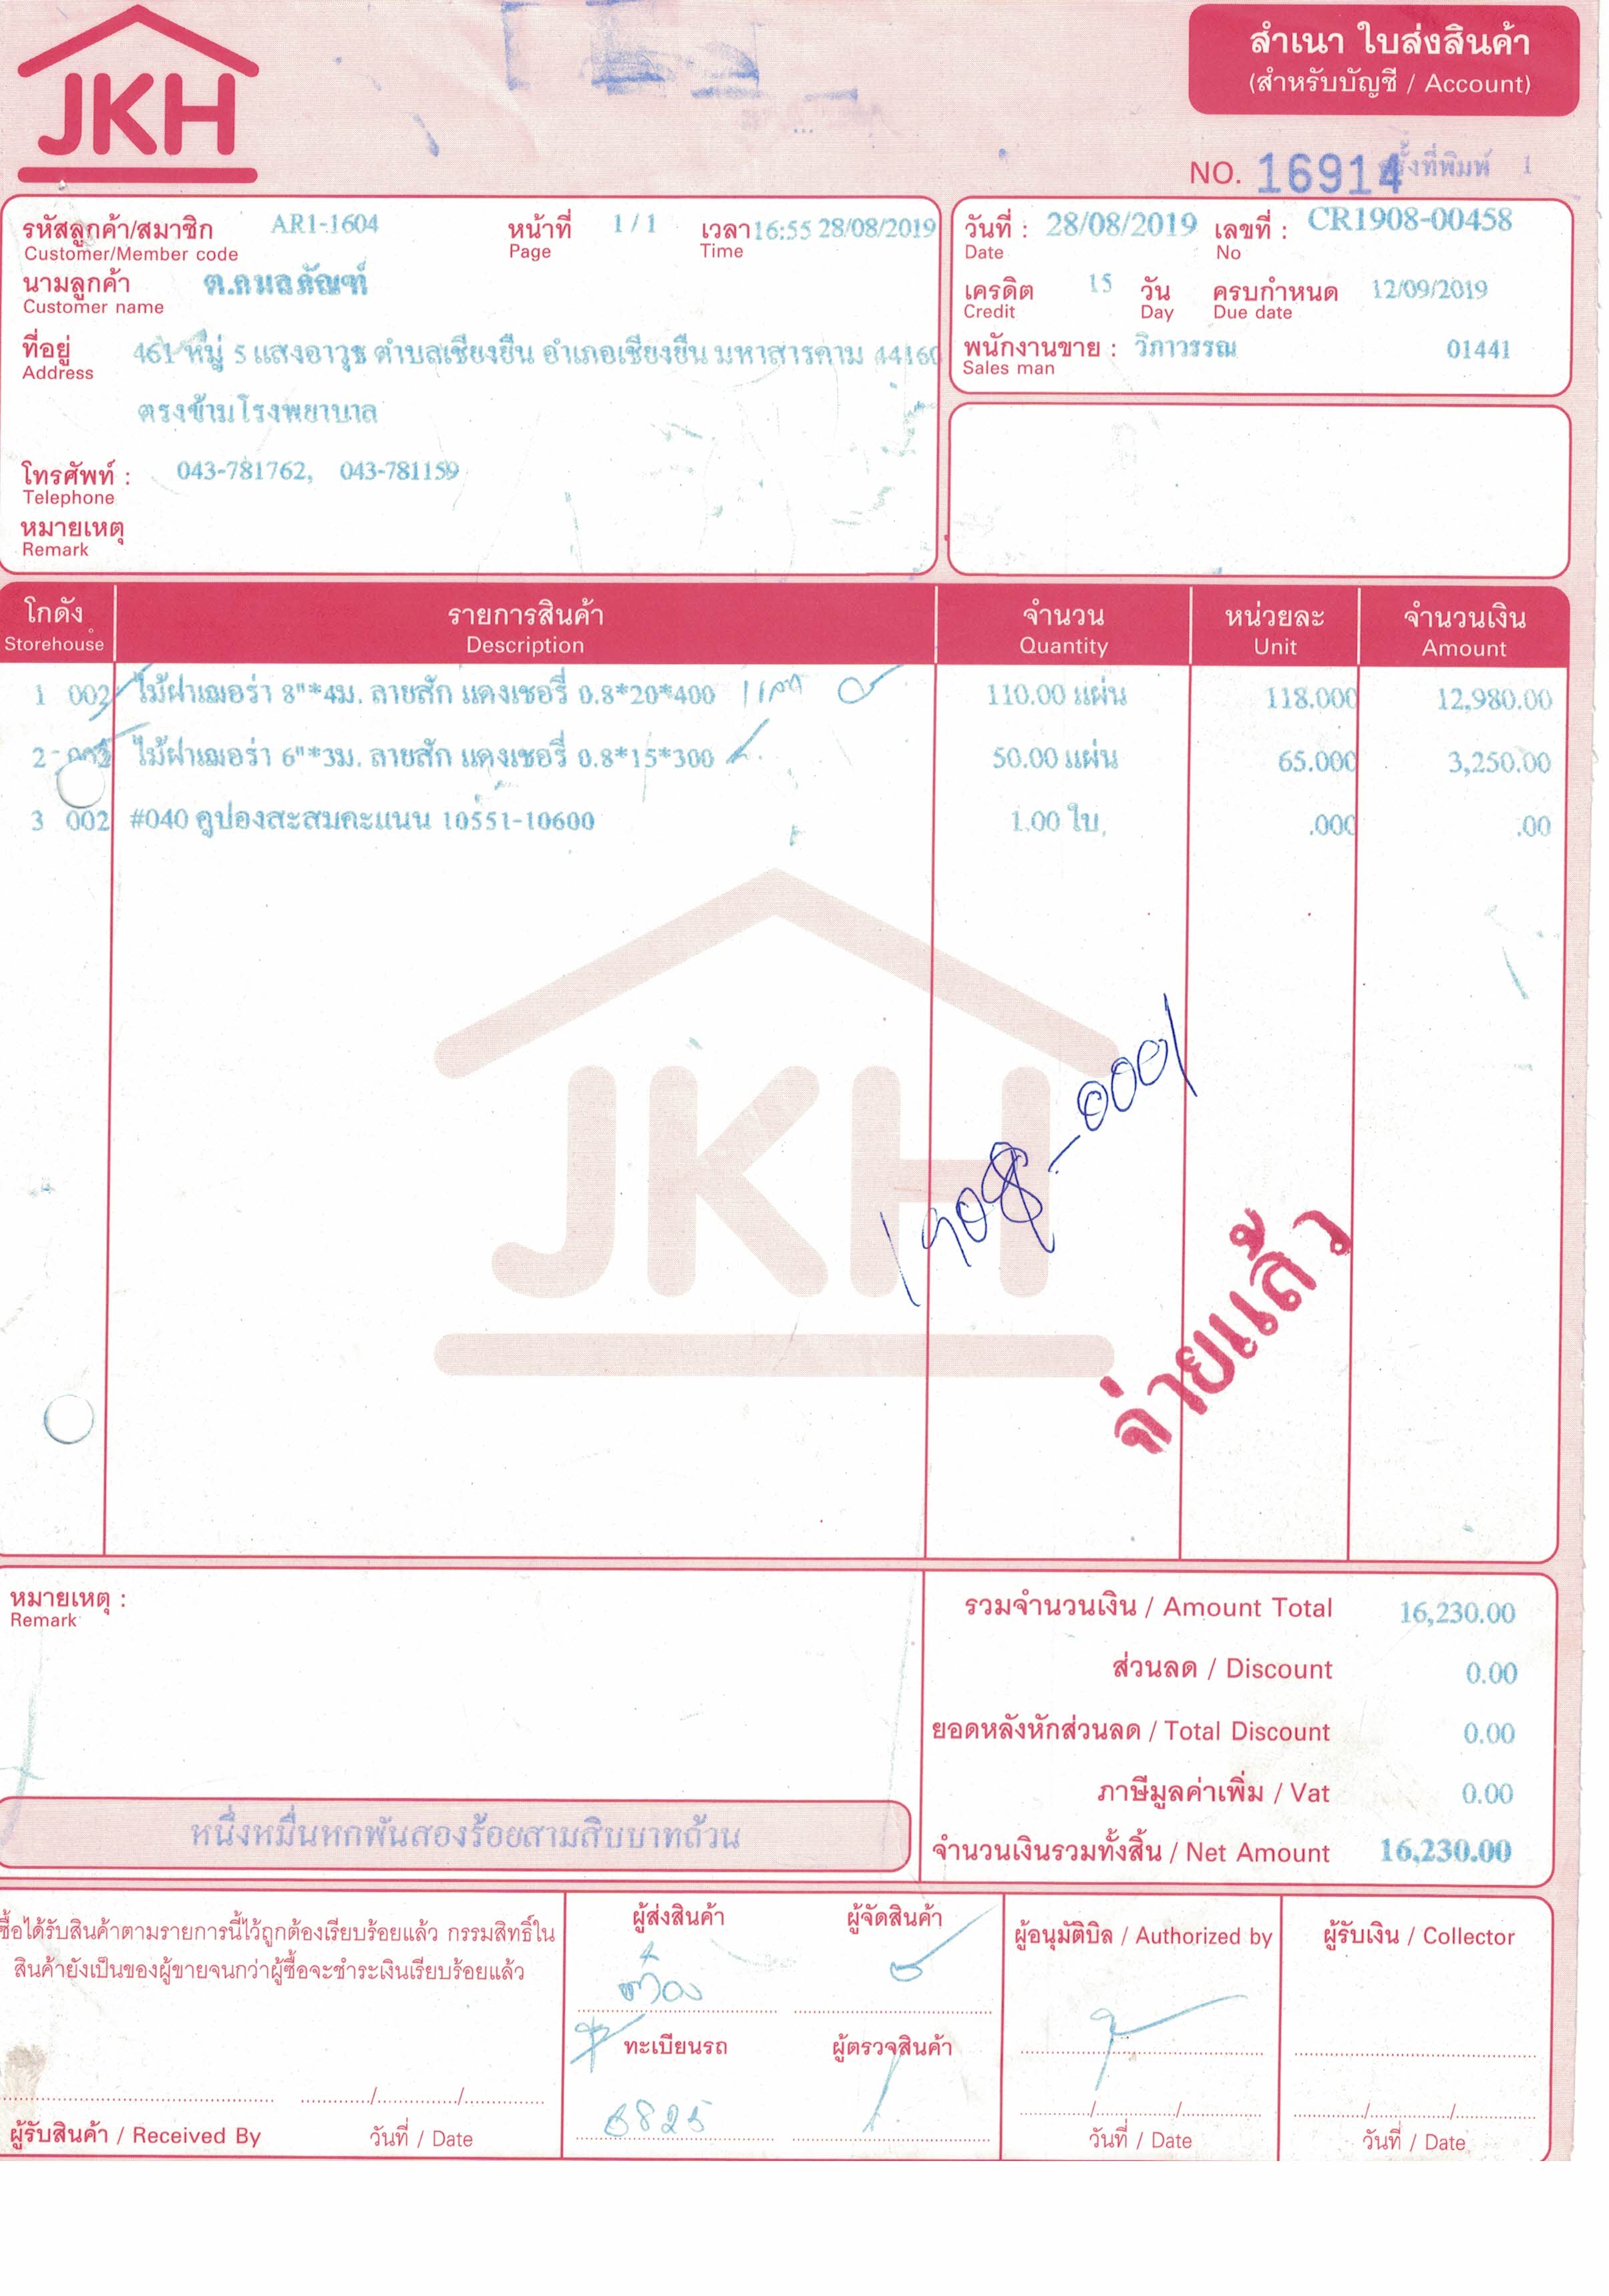 JKH
สำเนา ใบส่งสินค้า
(สำหรับบัญชี / Account)
NO. 16914 ครั้งที่พิมพ์ 1
รหัสลูกค้า/สมาชิก AR1-1604 หน้าที่ 1 / 1 เวลา 16:55 28/08/2019
Customer/Member code Page Time
นามลูกค้า ต.กมลภัณฑ์
Customer name
ที่อยู่ 461 หมู่ 5 แสงอาวุธ ตำบลเชียงยืน อำเภอเชียงยืน มหาสารคาม 44160
Address
ตรงข้ามโรงพยาบาล
โทรศัพท์ : 043-781762, 043-781159
Telephone
หมายเหตุ
Remark
วันที่ : 28/08/2019 เลขที่ : CR1908-00458
Date No
เครดิต 15 วัน ครบกำหนด 12/09/2019
Credit Day Due date
พนักงานขาย : วิภาวรรณ 01441
Sales man
โกดัง รายการสินค้า จำนวน หน่วยละ จำนวนเงิน
Storehouse Description Quantity Unit Amount
1 002 ไม้ฝาเฌอร่า 8"*4ม. ลายสัก แดงเชอรี่ 0.8*20*400 110.00 แผ่น 118.000 12,980.00
2 002 ไม้ฝาเฌอร่า 6"*3ม. ลายสัก แดงเชอรี่ 0.8*15*300 50.00 แผ่น 65.000 3,250.00
3 002 #040 คูปองสะสมคะแนน 10551-10600 1.00 ใบ, .000 .00
JKH
1908-0001
จ่ายแล้ว
หมายเหตุ :
Remark
รวมจำนวนเงิน / Amount Total 16,230.00
ส่วนลด / Discount 0.00
ยอดหลังหักส่วนลด / Total Discount 0.00
ภาษีมูลค่าเพิ่ม / Vat 0.00
หนึ่งหมื่นหกพันสองร้อยสามสิบบาทถ้วน
จำนวนเงินรวมทั้งสิ้น / Net Amount 16,230.00
ซื้อได้รับสินค้าตามรายการนี้ไว้ถูกต้องเรียบร้อยแล้ว กรรมสิทธิ์ใน
สินค้ายังเป็นของผู้ขายจนกว่าผู้ซื้อจะชำระเงินเรียบร้อยแล้ว
ผู้รับสินค้า / Received By วันที่ / Date
ผู้ส่งสินค้า ผู้จัดสินค้า
ทะเบียนรถ ผู้ตรวจสินค้า
8825
ผู้อนุมัติบิล / Authorized by
วันที่ / Date
ผู้รับเงิน / Collector
วันที่ / Date